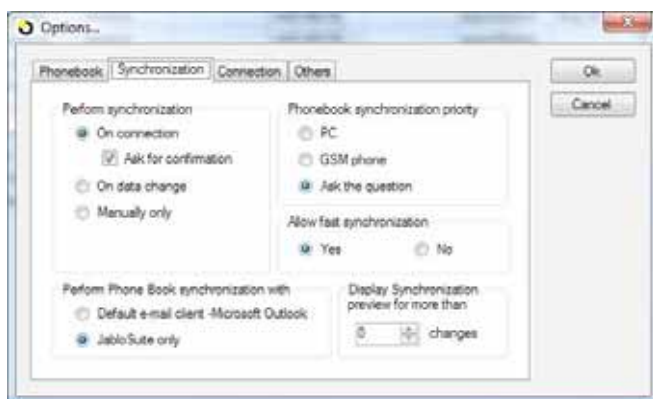 Options...
Phonebook Synchronization Connection Others
Ok
Cancel
Perform synchronization
On connection
Ask for confirmation
On data change
Manually only
Phonebook synchronization priority
PC
GSM phone
Ask the question
Allow fast synchronization
Yes No
Perform Phone Book synchronization with
Default e-mail client -Microsoft Outlook
JabloSuite only
Display Synchronization
preview for more than
0 changes